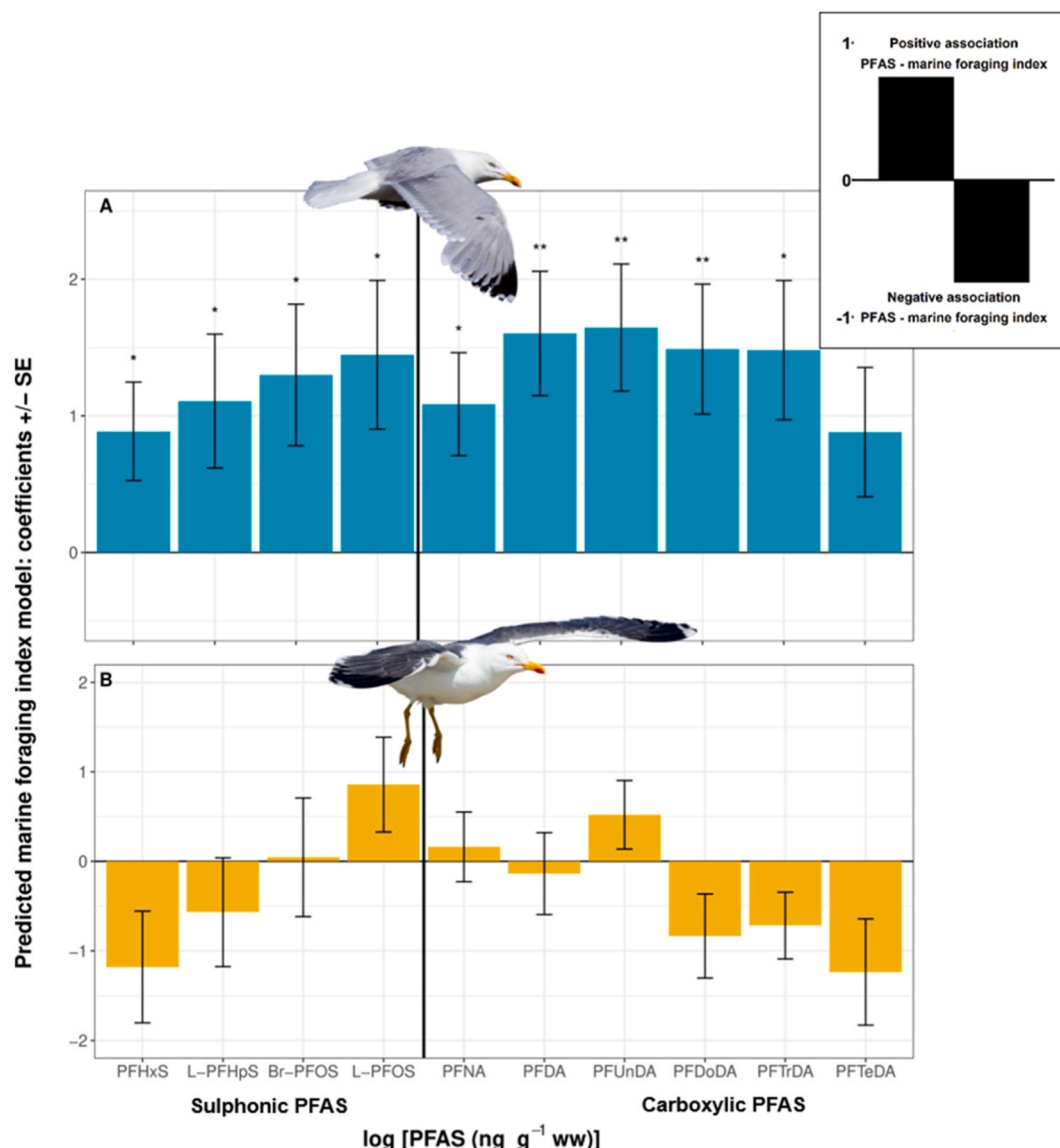 1
Positive association
PFAS - marine foraging index
0
Negative association
-1 PFAS - marine foraging index
Predicted marine foraging index model: coefficients +/− SE
A
* * * * * ** ** ** *
2
1
0
B
2
1
0
−1
−2
PFHxS L−PFHpS Br−PFOS L−PFOS PFNA PFDA PFUnDA PFDoDA PFTrDA PFTeDA
Sulphonic PFAS Carboxylic PFAS
log [PFAS (ng g⁻¹ ww)]